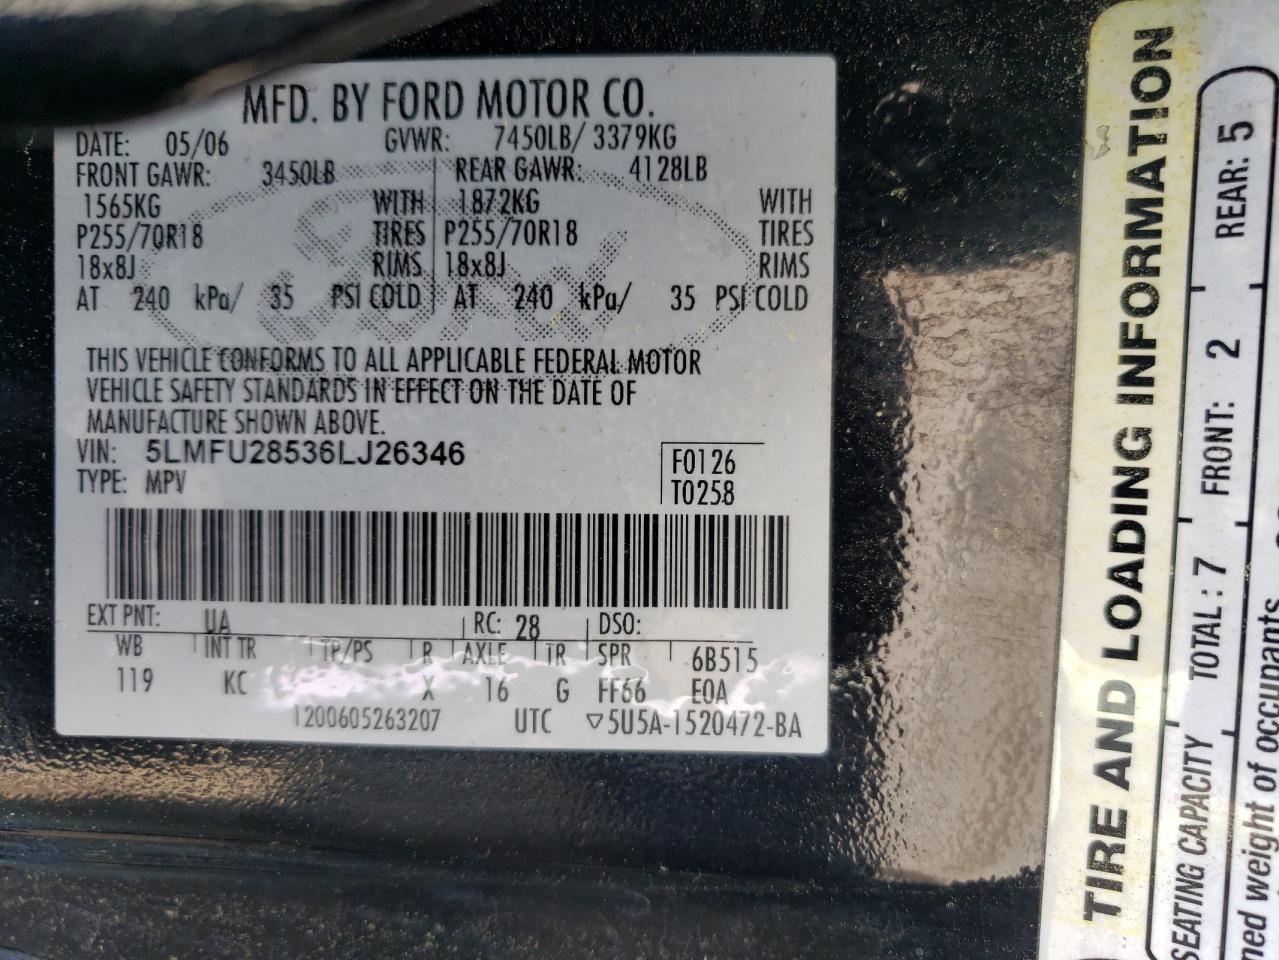 MFD. BY FORD MOTOR CO.
DATE: 05/06 GVWR: 7450LB/ 3379KG
FRONT GAWR: 3450LB REAR GAWR: 4128LB
1565KG WITH 1872KG WITH
P255/70R18 TIRES P255/70R18 TIRES
18x8J RIMS 18x8J RIMS
AT 240 kPa/ 35 PSI COLD AT 240 kPa/ 35 PSI COLD
THIS VEHICLE CONFORMS TO ALL APPLICABLE FEDERAL MOTOR
VEHICLE SAFETY STANDARDS IN EFFECT ON THE DATE OF
MANUFACTURE SHOWN ABOVE.
VIN: 5LMFU28536LJ26346
TYPE: MPV
F0126
T0258
EXT PNT: UA RC: 28 DSO:
WB INT TR TP/PS R AXLE TR SPR 6B515
119 KC X 16 G FF66 EOA
1200605263207 UTC ▽5U5A-1520472-BA
TIRE AND LOADING INFORMATION
SEATING CAPACITY TOTAL: 7 FRONT: 2 REAR: 5
weight of occupants